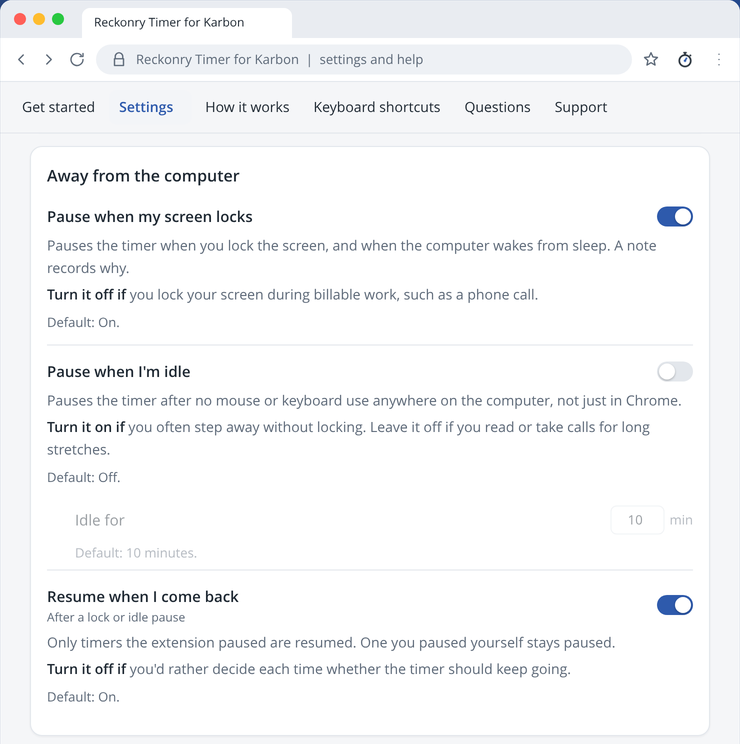 Reckonry Timer for Karbon
Reckonry Timer for Karbon | settings and help
Get started Settings How it works Keyboard shortcuts Questions Support
Away from the computer
Pause when my screen locks
Pauses the timer when you lock the screen, and when the computer wakes from sleep. A note
records why.
Turn it off if you lock your screen during billable work, such as a phone call.
Default: On.
Pause when I'm idle
Pauses the timer after no mouse or keyboard use anywhere on the computer, not just in Chrome.
Turn it on if you often step away without locking. Leave it off if you read or take calls for long
stretches.
Default: Off.
Idle for 10 min
Default: 10 minutes.
Resume when I come back
After a lock or idle pause
Only timers the extension paused are resumed. One you paused yourself stays paused.
Turn it off if you'd rather decide each time whether the timer should keep going.
Default: On.